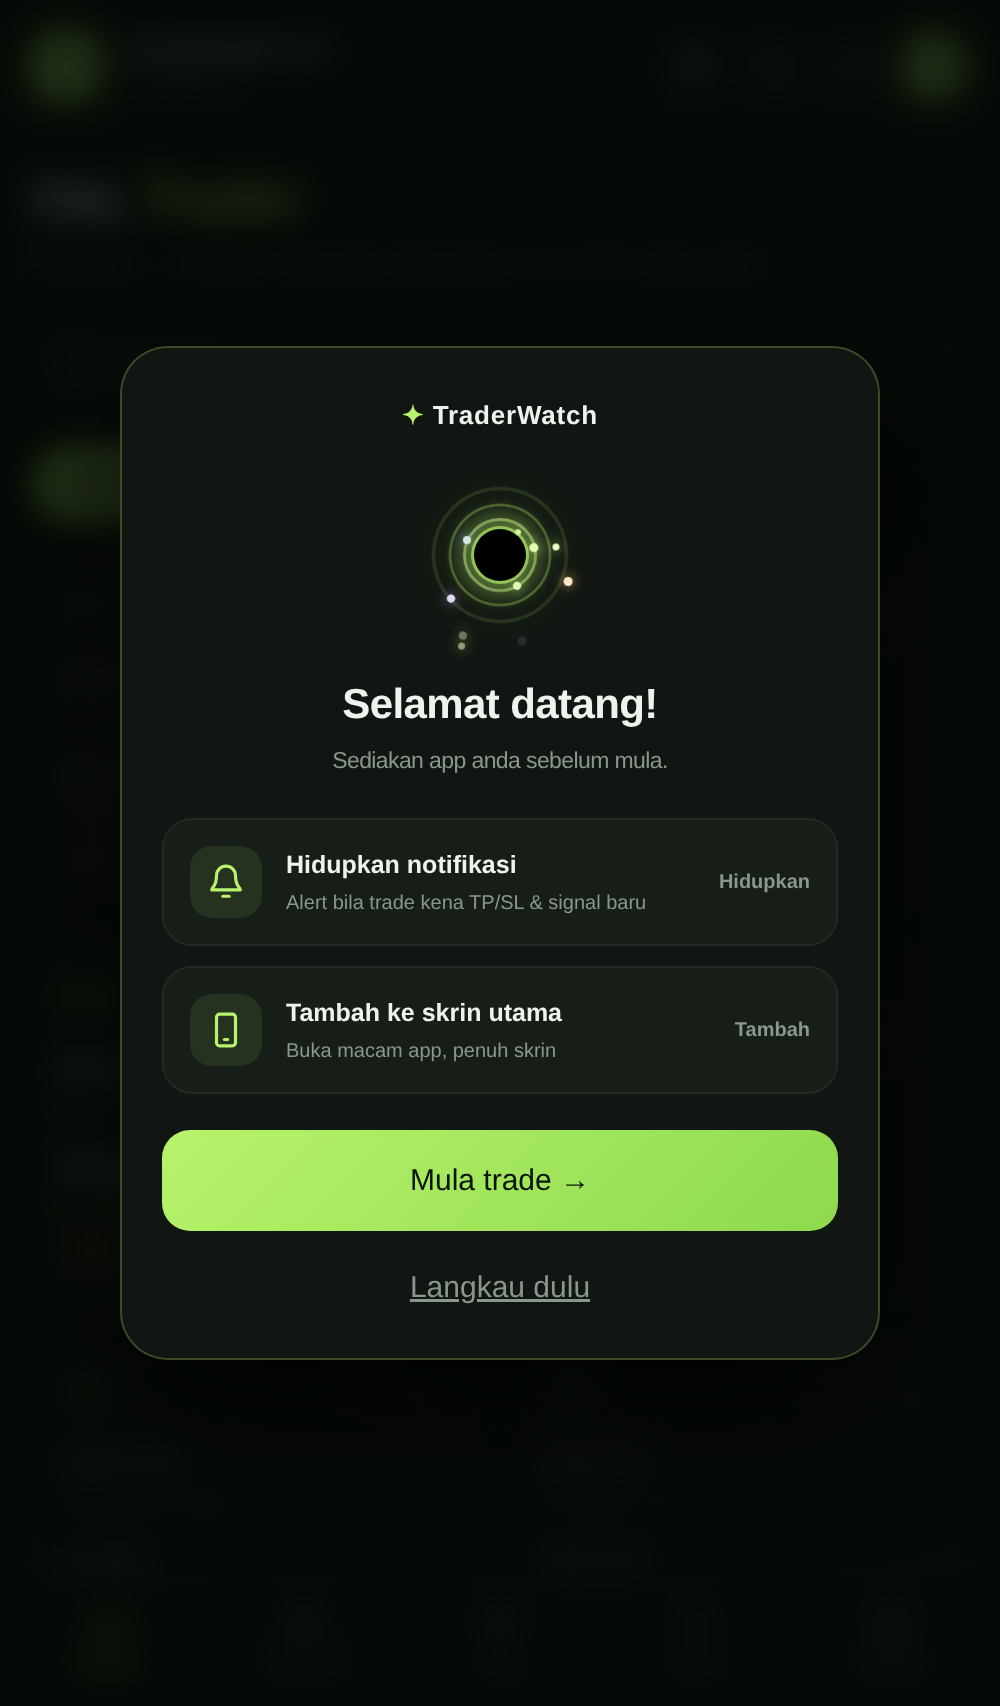 TraderWatch
Selamat datang!
Sediakan app anda sebelum mula.
Hidupkan notifikasi
Alert bila trade kena TP/SL & signal baru
Hidupkan
Tambah ke skrin utama
Buka macam app, penuh skrin
Tambah
Mula trade →
Langkau dulu